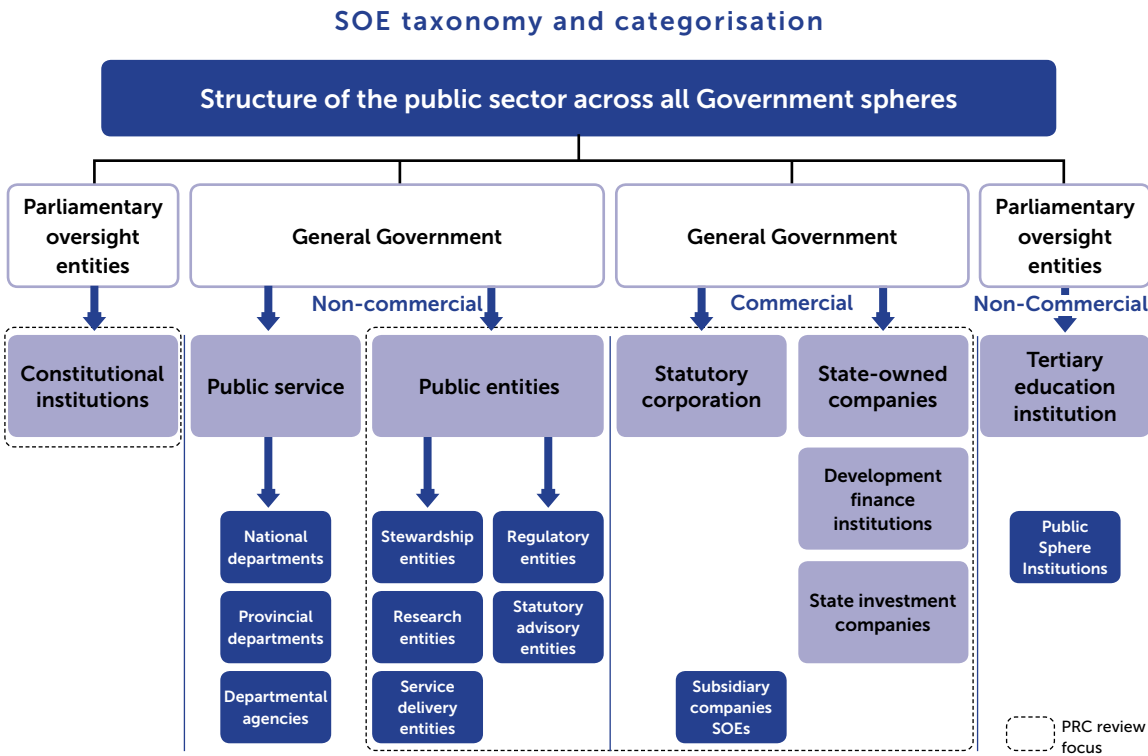 SOE taxonomy and categorisation
Structure of the public sector across all Government spheres
Parliamentary
oversight
entities
General Government
General Government
Parliamentary
oversight
entities
Non-commercial
Commercial
Non-Commercial
Constitutional
institutions
Public service
Public entities
Statutory
corporation
State-owned
companies
Tertiary
education
institution
Development
finance
institutions
State investment
companies
National
departments
Provincial
departments
Departmental
agencies
Stewardship
entities
Research
entities
Service
delivery
entities
Regulatory
entities
Statutory
advisory
entities
Subsidiary
companies
SOEs
Public
Sphere
Institutions
PRC review
focus